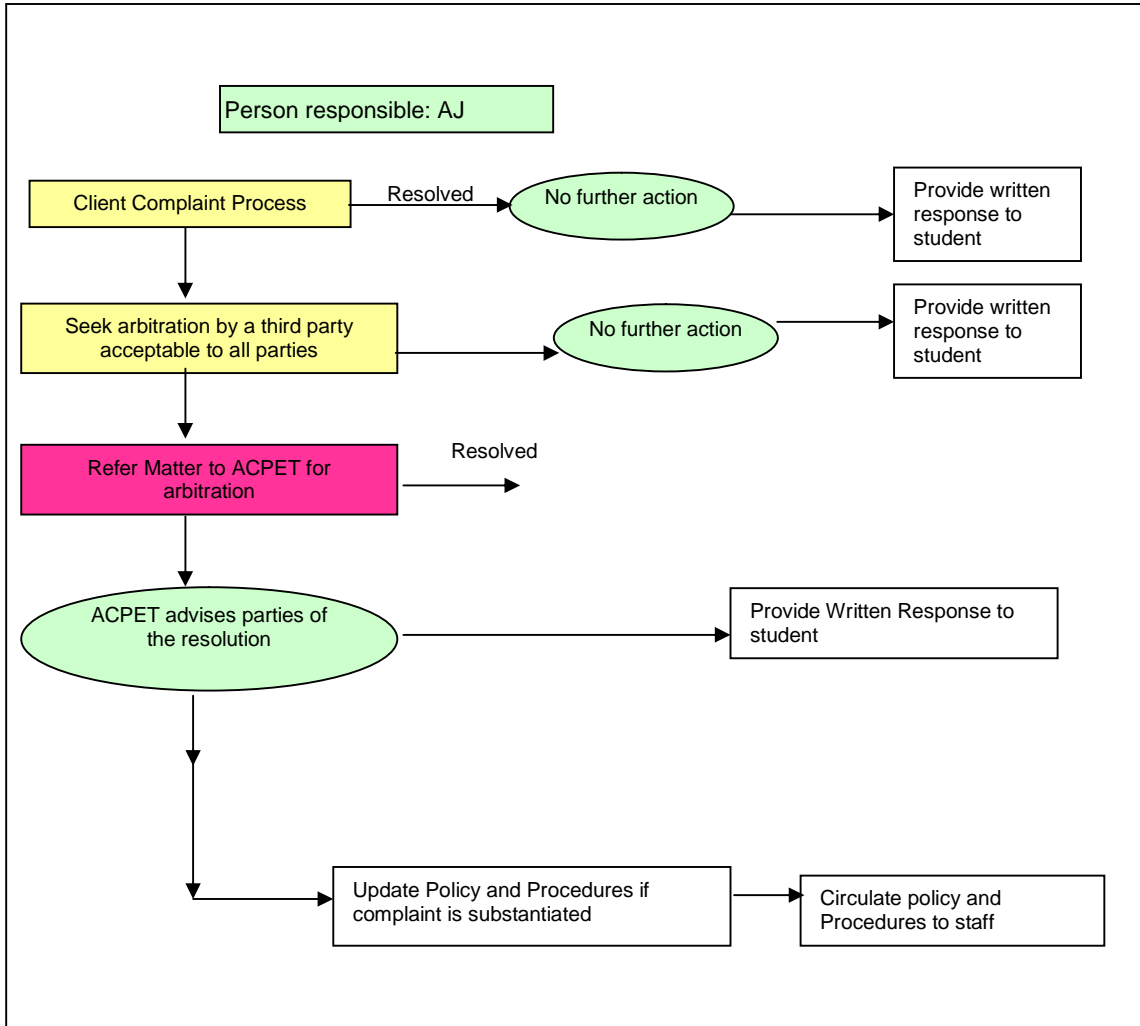 Person responsible: AJ
Client Complaint Process
Resolved
No further action
Provide written
response to
student
Seek arbitration by a third party
acceptable to all parties
No further action
Provide written
response to
student
Refer Matter to ACPET for
arbitration
Resolved
ACPET advises parties of
the resolution
Provide Written Response to
student
Update Policy and Procedures if
complaint is substantiated
Circulate policy and
Procedures to staff